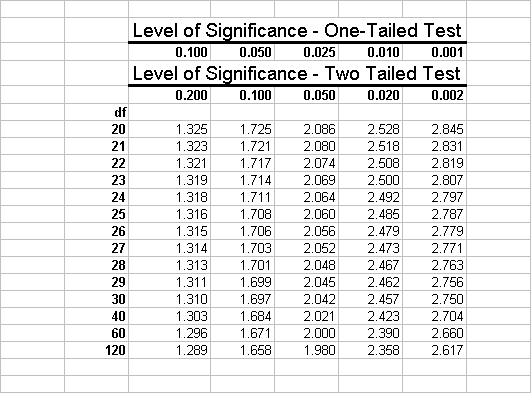 Level of Significance - One-Tailed Test
0.100 0.050 0.025 0.010 0.001
Level of Significance - Two Tailed Test
0.200 0.100 0.050 0.020 0.002
df
20 1.325 1.725 2.086 2.528 2.845
21 1.323 1.721 2.080 2.518 2.831
22 1.321 1.717 2.074 2.508 2.819
23 1.319 1.714 2.069 2.500 2.807
24 1.318 1.711 2.064 2.492 2.797
25 1.316 1.708 2.060 2.485 2.787
26 1.315 1.706 2.056 2.479 2.779
27 1.314 1.703 2.052 2.473 2.771
28 1.313 1.701 2.048 2.467 2.763
29 1.311 1.699 2.045 2.462 2.756
30 1.310 1.697 2.042 2.457 2.750
40 1.303 1.684 2.021 2.423 2.704
60 1.296 1.671 2.000 2.390 2.660
120 1.289 1.658 1.980 2.358 2.617